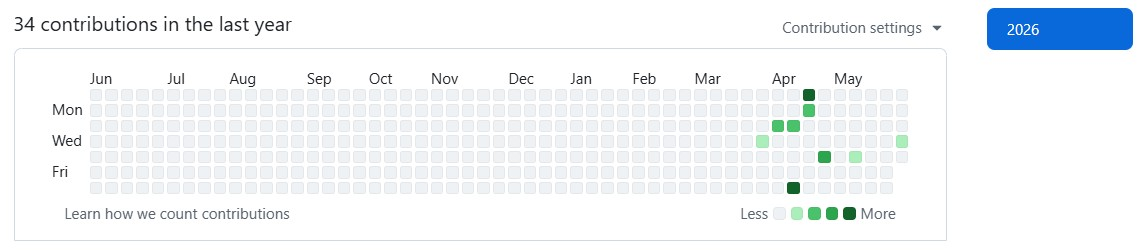 34 contributions in the last year
Contribution settings
2026
Jun Jul Aug Sep Oct Nov Dec Jan Feb Mar Apr May
Mon
Wed
Fri
Learn how we count contributions
Less More